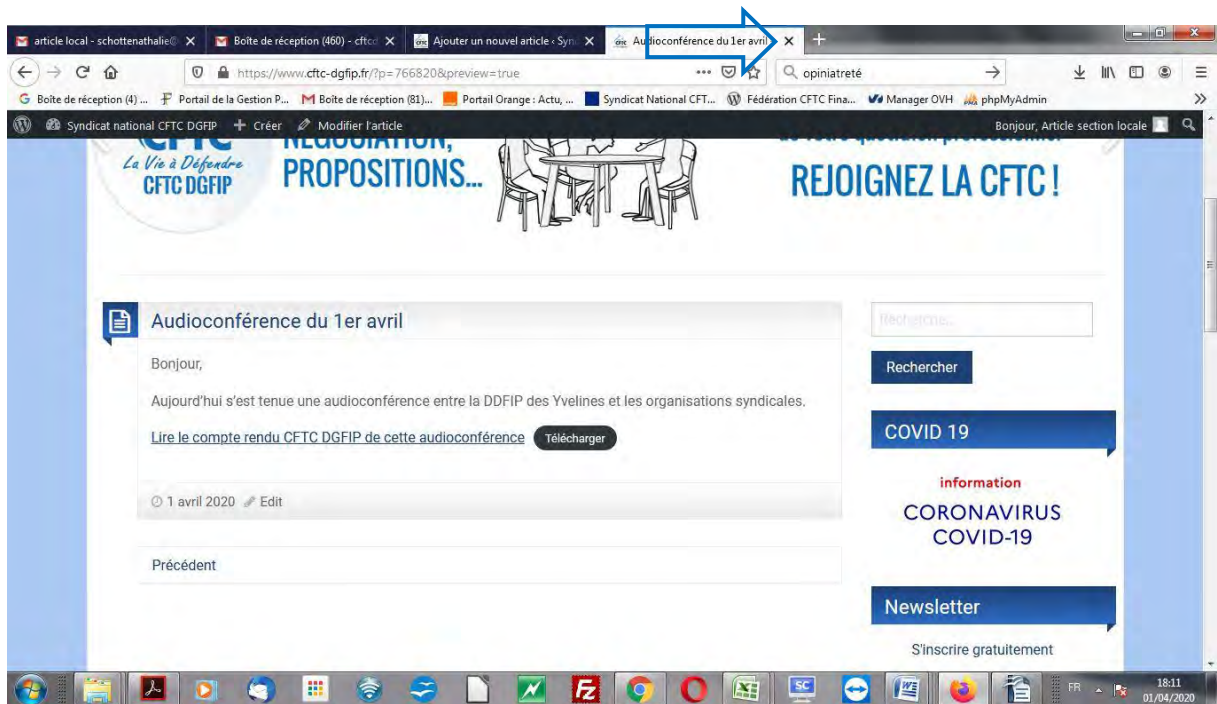 article local - schottenathalie@
Boîte de réception (460) - cftcd
Ajouter un nouvel article ‹ Syn
Audioconférence du 1er avril
https://www.cftc-dgfip.fr/?p=766820&preview=true
opiniatreté
Boîte de réception (4) ...
Portail de la Gestion P...
Boîte de réception (81)...
Portail Orange : Actu, ...
Syndicat National CFT...
Fédération CFTC Fina...
Manager OVH
phpMyAdmin
Syndicat national CFTC DGFIP
+ Créer
Modifier l'article
Bonjour, Article section locale
La Vie à Défendre
CFTC DGFIP
PROPOSITIONS...
REJOIGNEZ LA CFTC !
Audioconférence du 1er avril
Bonjour,
Aujourd'hui s'est tenue une audioconférence entre la DDFIP des Yvelines et les organisations syndicales.
Lire le compte rendu CFTC DGFIP de cette audioconférence Télécharger
1 avril 2020 Edit
Précédent
Recherche...
Rechercher
COVID 19
information
CORONAVIRUS
COVID-19
Newsletter
S'inscrire gratuitement
FR
18:11
01/04/2020